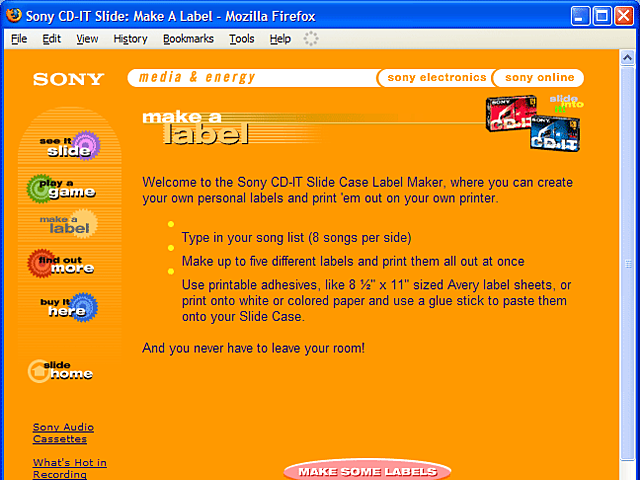 Sony CD-IT Slide: Make A Label - Mozilla Firefox
File Edit View History Bookmarks Tools Help
SONY
media & energy
sony electronics
sony online
make a
label
slide
into
it
SONY
CD-IT
SONY
CD-IT
see it
slide
play a
game
make a
label
find out
more
buy it
here
slide
home
Sony Audio
Cassettes
What's Hot in
Recording
Welcome to the Sony CD-IT Slide Case Label Maker, where you can create
your own personal labels and print 'em out on your own printer.
Type in your song list (8 songs per side)
Make up to five different labels and print them all out at once
Use printable adhesives, like 8 ½" x 11" sized Avery label sheets, or
print onto white or colored paper and use a glue stick to paste them
onto your Slide Case.
And you never have to leave your room!
MAKE SOME LABELS